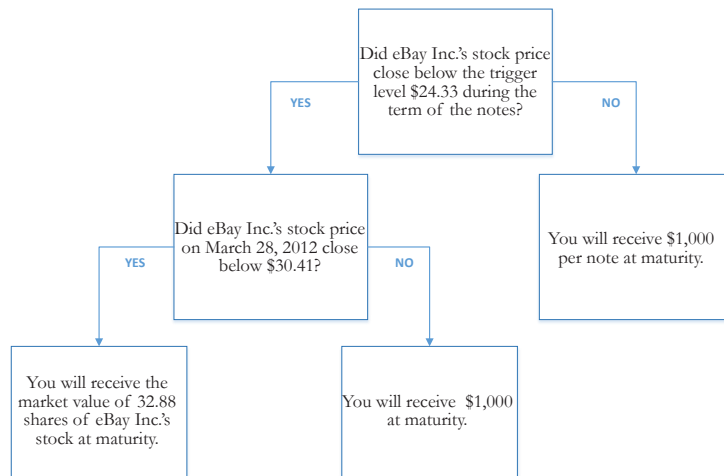 Did eBay Inc.'s stock price
close below the trigger
level $24.33 during the
term of the notes?
YES
NO
Did eBay Inc.'s stock price
on March 28, 2012 close
below $30.41?
You will receive $1,000
per note at maturity.
YES
NO
You will receive the
market value of 32.88
shares of eBay Inc.'s
stock at maturity.
You will receive $1,000
at maturity.